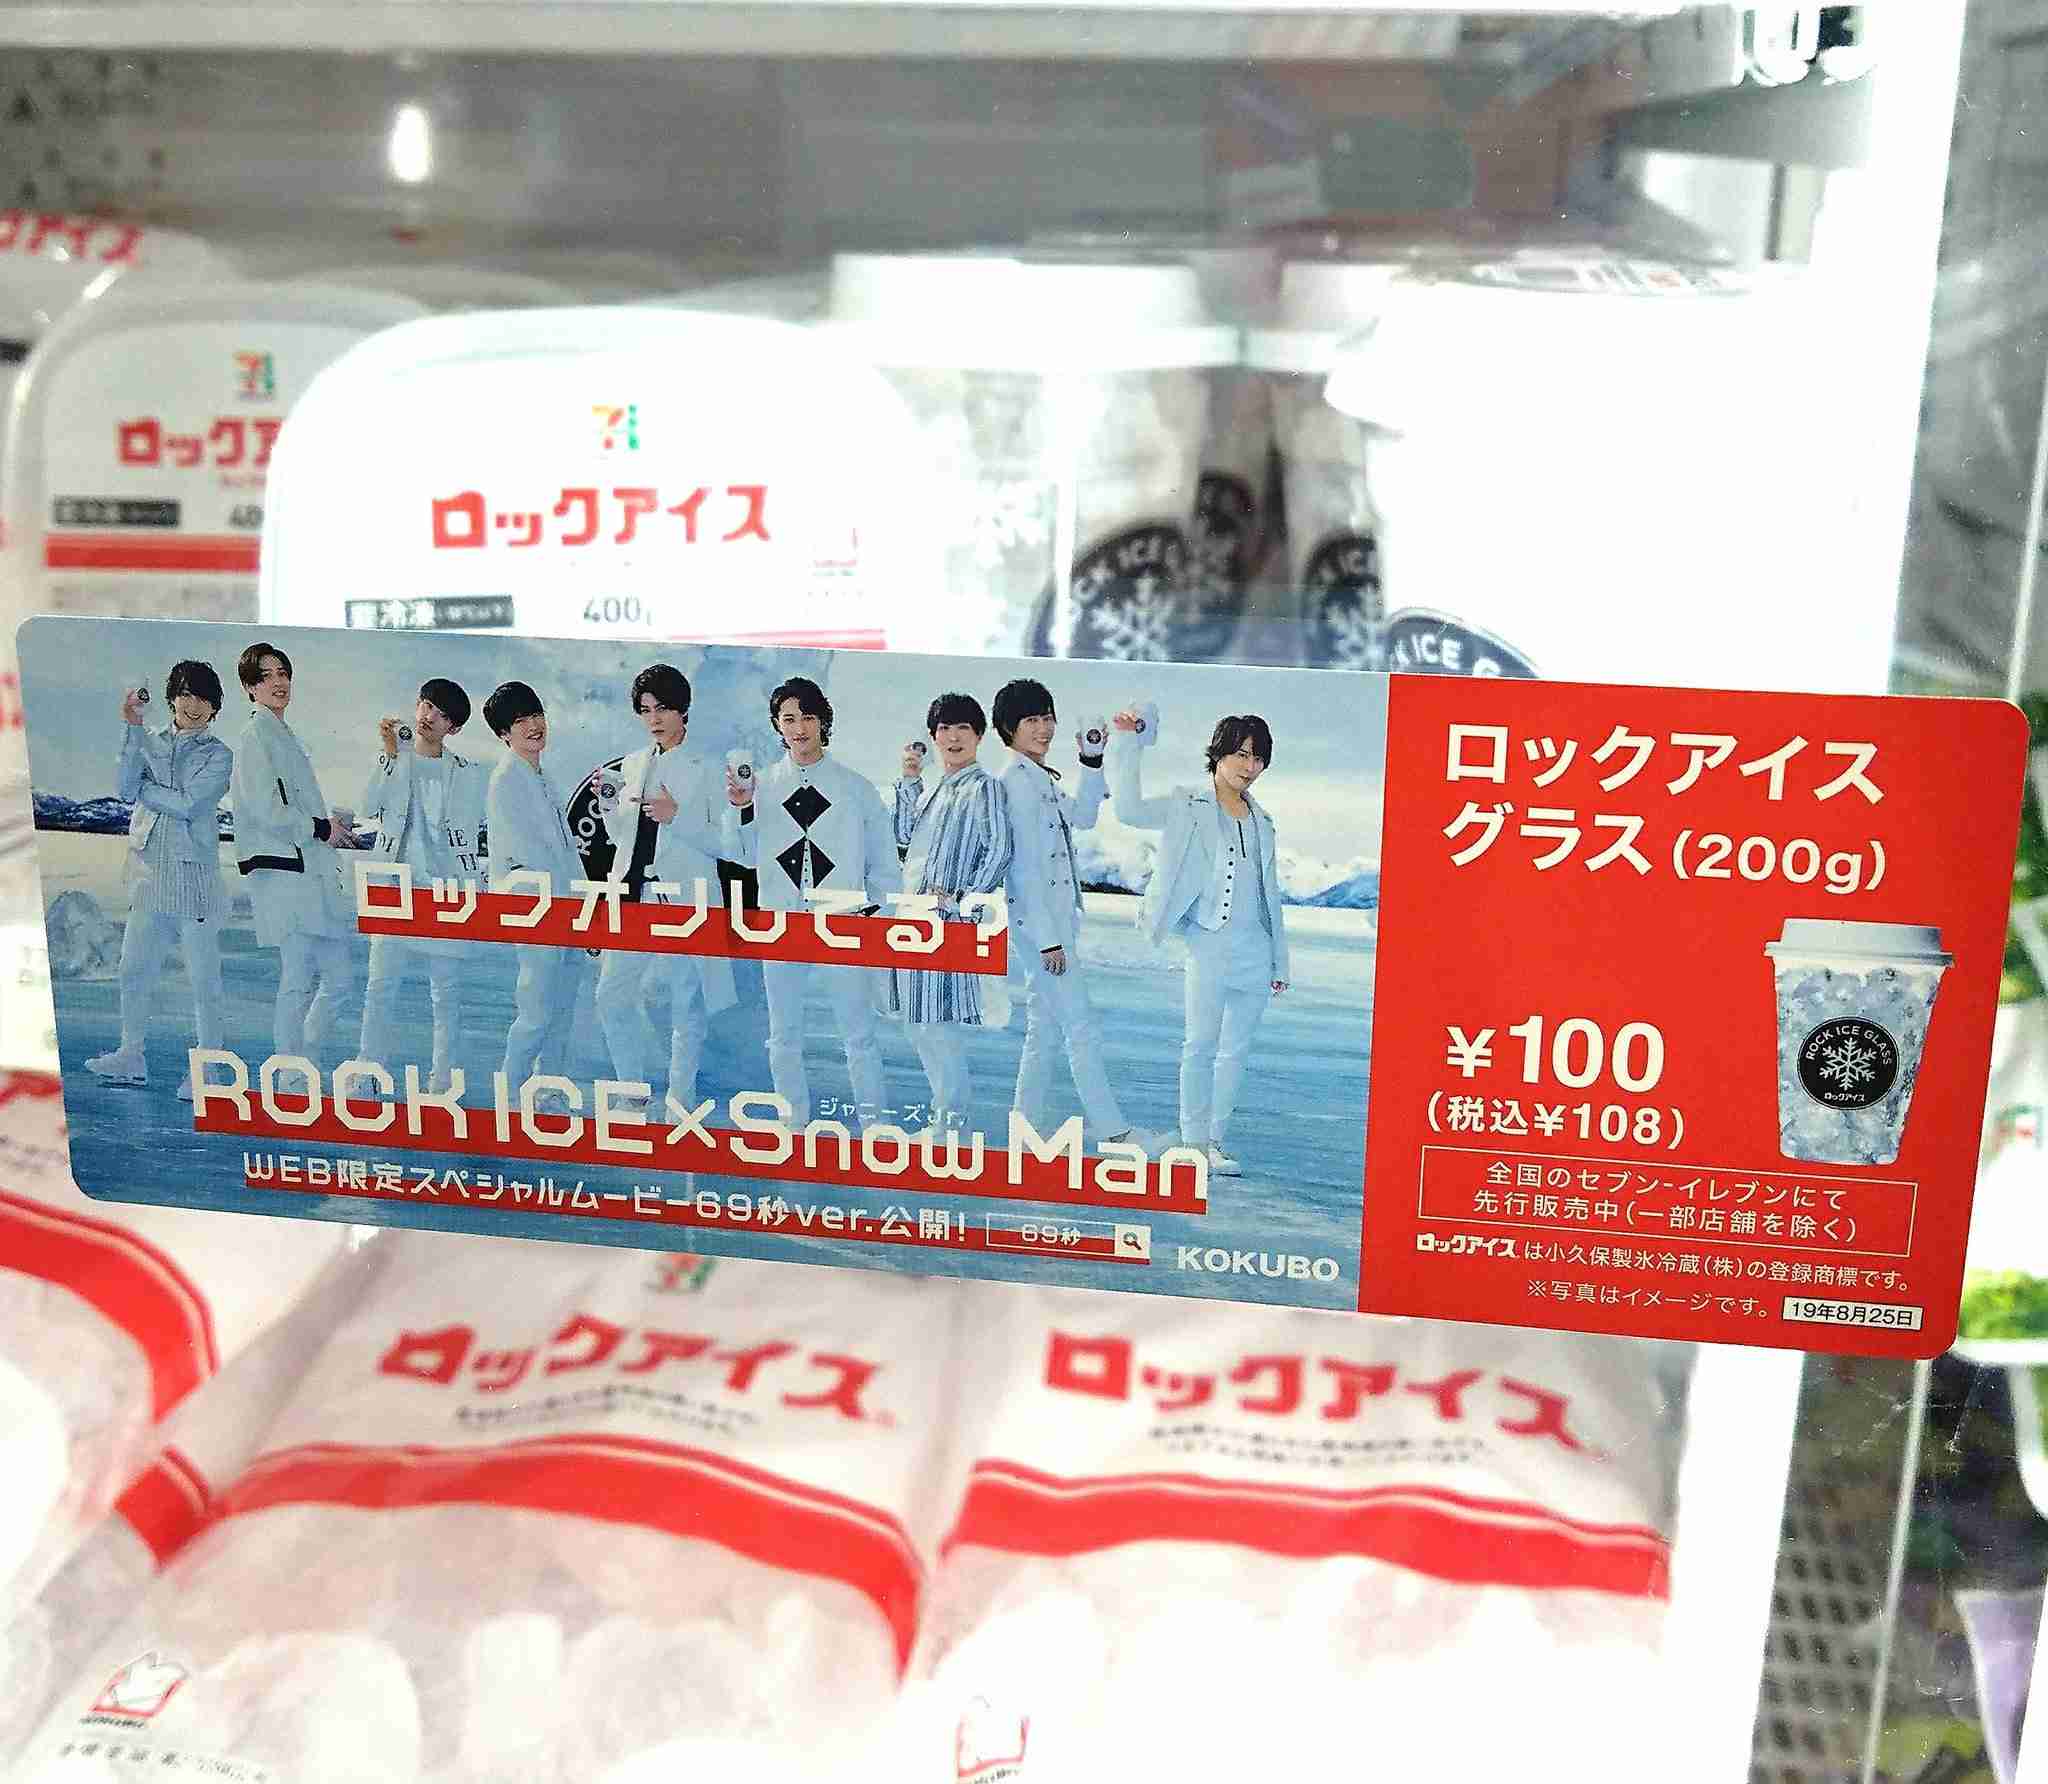 ロックアイス
ロックアイス
400g
ROCK ICE
ロックオンしてる?
ジャニーズJr.
ROCK ICE×Snow Man
WEB限定スペシャルムービー69秒ver.公開!
69秒
KOKUBO
ロックアイス
グラス(200g)
ROCK ICE GLASS
ロックアイス
¥100
(税込¥108)
全国のセブン-イレブンにて
先行販売中(一部店舗を除く)
ロックアイスは小久保製氷冷蔵(株)の登録商標です。
※写真はイメージです。
19年8月25日
ロックアイス
ロックアイス